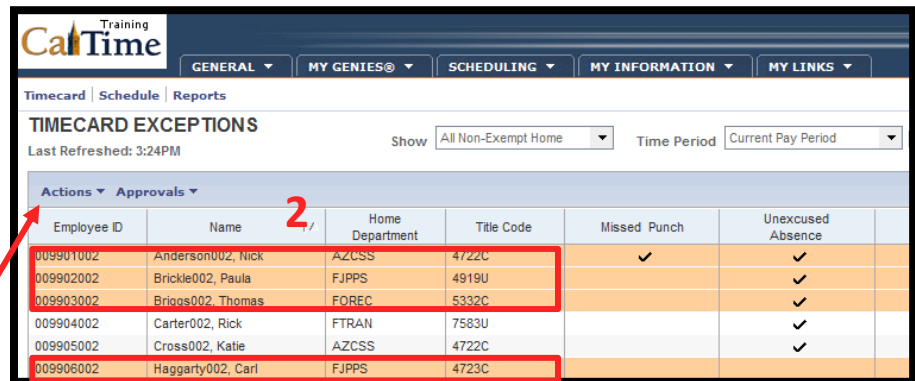 Training
CalTime
GENERAL MY GENIES® SCHEDULING MY INFORMATION MY LINKS
Timecard | Schedule | Reports
TIMECARD EXCEPTIONS
Last Refreshed: 3:24PM
Show All Non-Exempt Home Time Period Current Pay Period
Actions Approvals
2
Employee ID Name 1/ Home Department Title Code Missed Punch Unexcused Absence
009901002 Anderson002, Nick AZCSS 4722C ✓ ✓
009902002 Brickle002, Paula FJPPS 4919U ✓
009903002 Briggs002, Thomas FOREC 5332C ✓
009904002 Carter002, Rick FTRAN 7583U ✓
009905002 Cross002, Katie AZCSS 4722C ✓
009906002 Haggarty002, Carl FJPPS 4723C